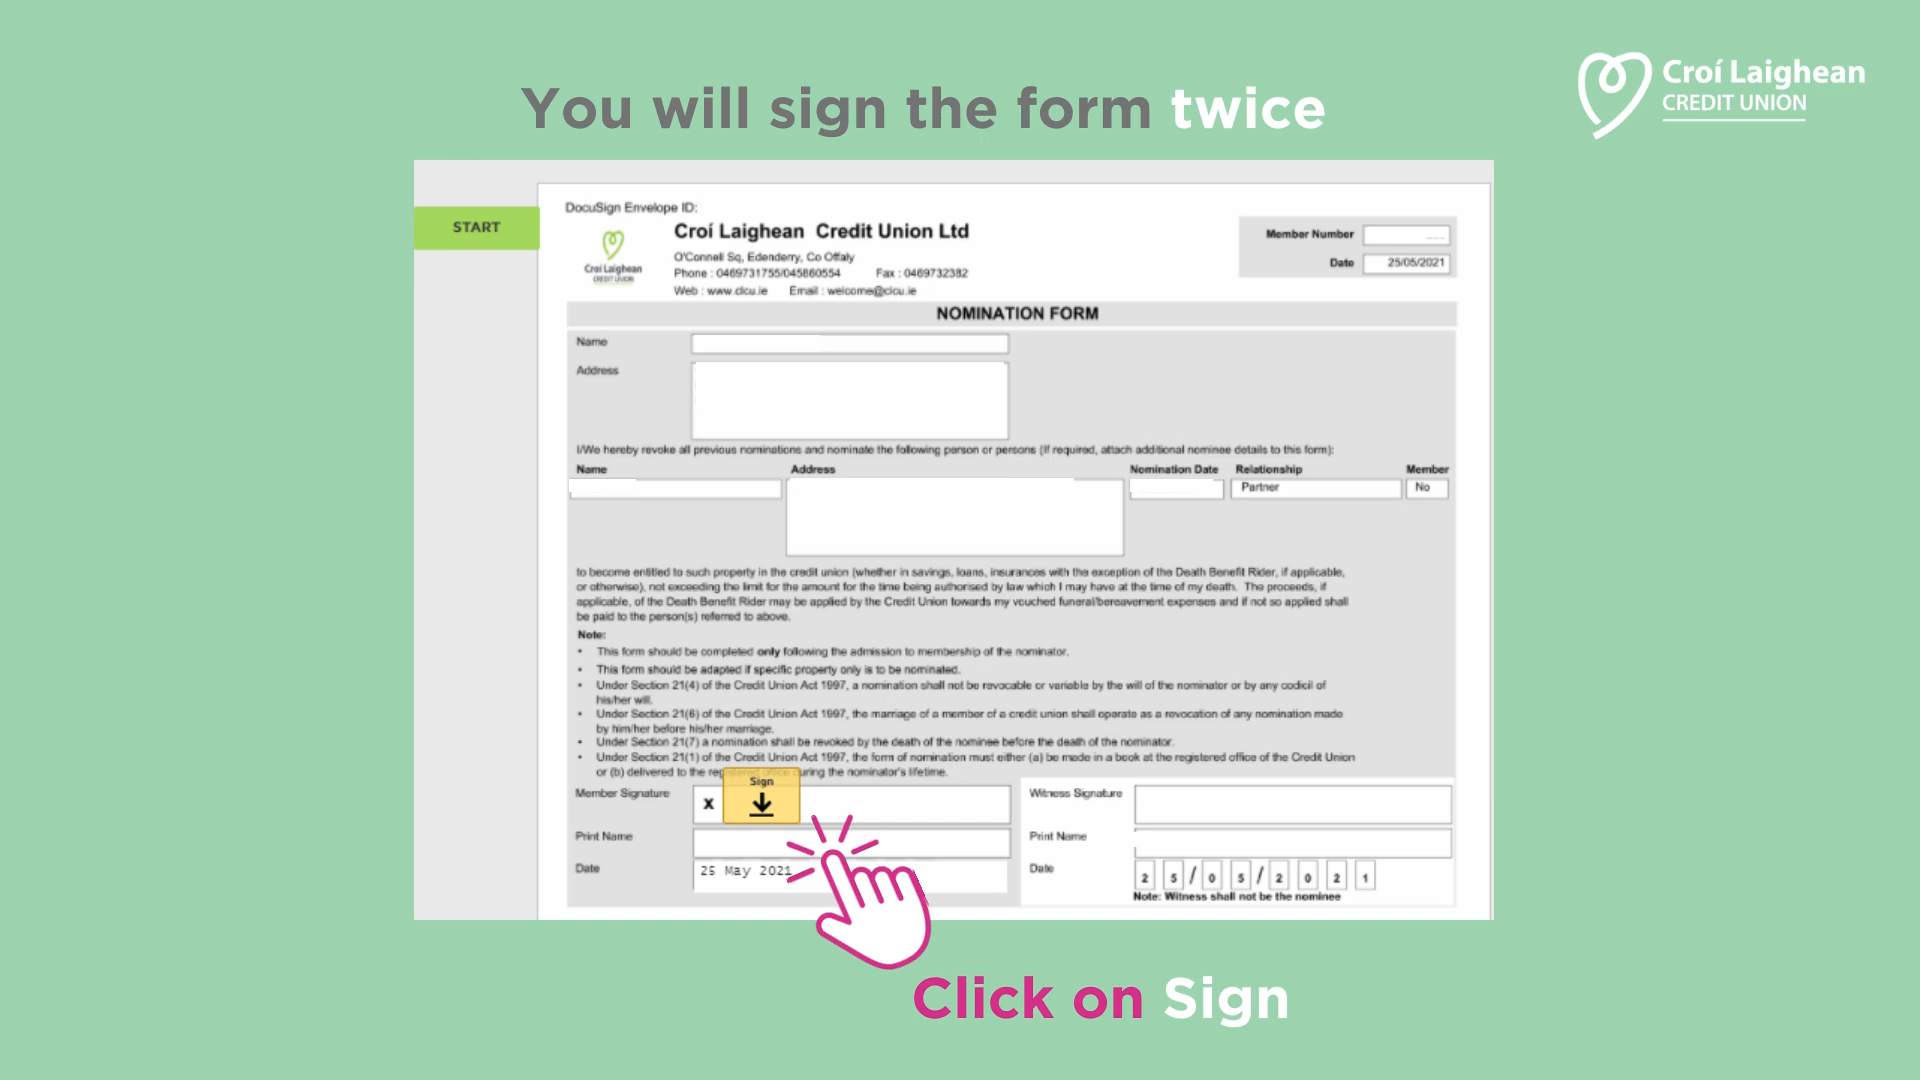 You will sign the form twice
Croí Laighean
CREDIT UNION
START
DocuSign Envelope ID:
Croí Laighean
CREDIT UNION
Croí Laighean Credit Union Ltd
O'Connell Sq, Edenderry, Co Offaly
Phone : 0469731755/045860554 Fax : 0469732382
Web : www.clcu.ie Email : welcome@clcu.ie
Member Number
Date 25/05/2021
NOMINATION FORM
Name
Address
I/We hereby revoke all previous nominations and nominate the following person or persons (If required, attach additional nominee details to this form):
Name Address Nomination Date Relationship Member
Partner No
to become entitled to such property in the credit union (whether in savings, loans, insurances with the exception of the Death Benefit Rider, if applicable,
or otherwise), not exceeding the limit for the amount for the time being authorised by law which I may have at the time of my death. The proceeds, if
applicable, of the Death Benefit Rider may be applied by the Credit Union towards my vouched funeral/bereavement expenses and if not so applied shall
be paid to the person(s) referred to above.
Note:
• This form should be completed only following the admission to membership of the nominator.
• This form should be adapted if specific property only is to be nominated.
• Under Section 21(4) of the Credit Union Act 1997, a nomination shall not be revocable or variable by the will of the nominator or by any codicil of
his/her will.
• Under Section 21(6) of the Credit Union Act 1997, the marriage of a member of a credit union shall operate as a revocation of any nomination made
by him/her before his/her marriage.
• Under Section 21(7) a nomination shall be revoked by the death of the nominee before the death of the nominator.
• Under Section 21(1) of the Credit Union Act 1997, the form of nomination must either (a) be made in a book at the registered office of the Credit Union
or (b) delivered to the registered office during the nominator's lifetime.
Member Signature X Sign
Print Name
Date 25 May 2021
Witness Signature
Print Name
Date 2 5 / 0 5 / 2 0 2 1
Note: Witness shall not be the nominee
Click on Sign